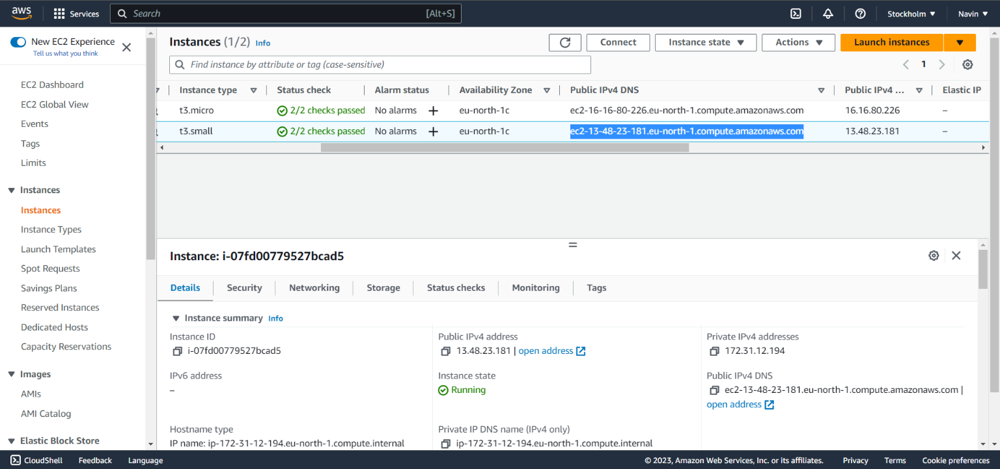 aws Services Search [Alt+S] Stockholm Navin
New EC2 Experience
Tell us what you think
EC2 Dashboard
EC2 Global View
Events
Tags
Limits
Instances
Instances
Instance Types
Launch Templates
Spot Requests
Savings Plans
Reserved Instances
Dedicated Hosts
Capacity Reservations
Images
AMIs
AMI Catalog
Elastic Block Store
Instances (1/2) Info Connect Instance state Actions Launch instances
Find instance by attribute or tag (case-sensitive) 1
Instance type Status check Alarm status Availability Zone Public IPv4 DNS Public IPv4 ... Elastic IP
t3.micro 2/2 checks passed No alarms + eu-north-1c ec2-16-16-80-226.eu-north-1.compute.amazonaws.com 16.16.80.226 –
t3.small 2/2 checks passed No alarms + eu-north-1c ec2-13-48-23-181.eu-north-1.compute.amazonaws.com 13.48.23.181 –
Instance: i-07fd00779527bcad5
Details Security Networking Storage Status checks Monitoring Tags
Instance summary Info
Instance ID Public IPv4 address Private IPv4 addresses
i-07fd00779527bcad5 13.48.23.181 | open address 172.31.12.194
IPv6 address Instance state Public IPv4 DNS
– Running ec2-13-48-23-181.eu-north-1.compute.amazonaws.com |
open address
Hostname type Private IP DNS name (IPv4 only)
IP name: ip-172-31-12-194.eu-north-1.compute.internal ip-172-31-12-194.eu-north-1.compute.internal
CloudShell Feedback Language © 2023, Amazon Web Services, Inc. or its affiliates. Privacy Terms Cookie preferences